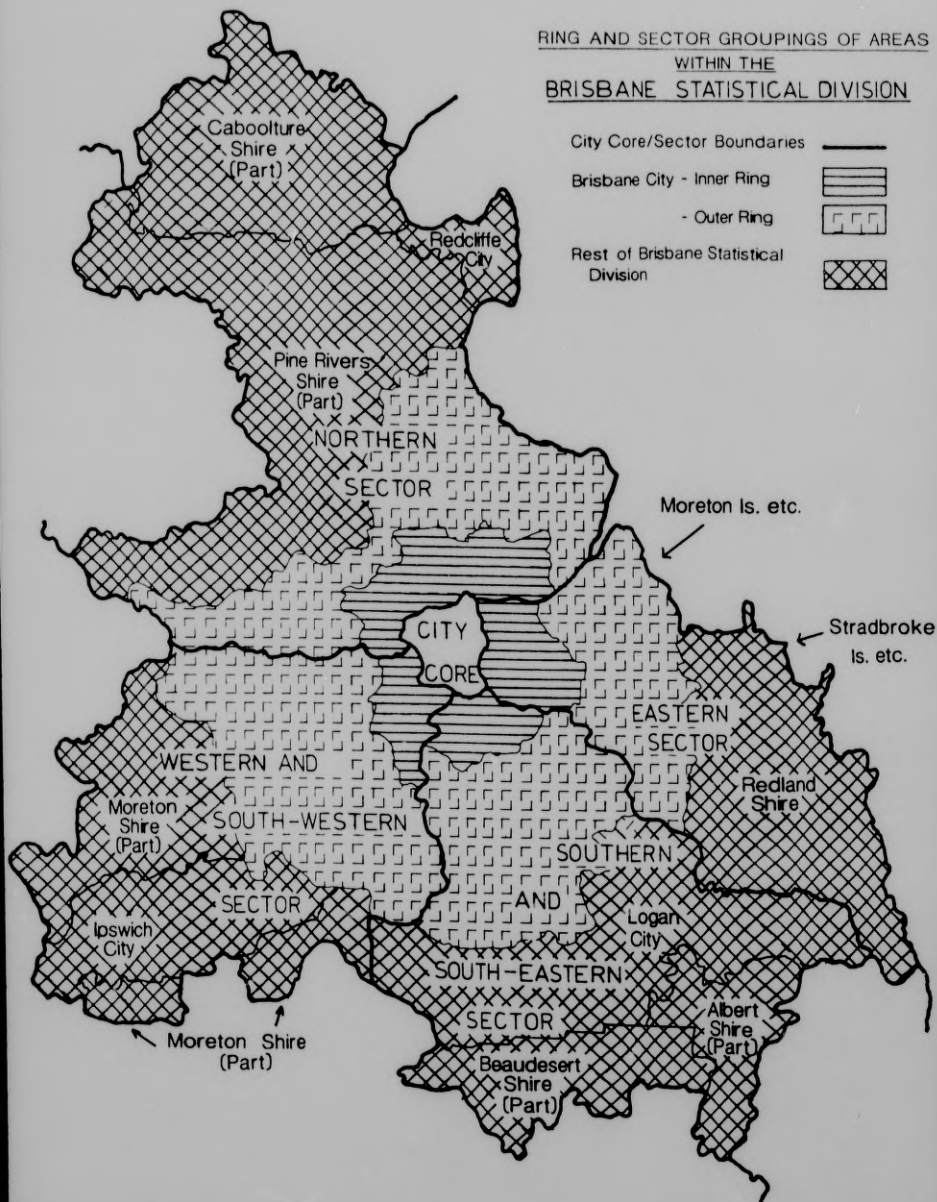 RING AND SECTOR GROUPINGS OF AREAS
WITHIN THE
BRISBANE STATISTICAL DIVISION
City Core/Sector Boundaries
Brisbane City - Inner Ring
- Outer Ring
Rest of Brisbane Statistical
Division
Caboolture
Shire
(Part)
Redcliffe
City
Pine Rivers
Shire
(Part)
NORTHERN
SECTOR
Moreton Is. etc.
Stradbroke
Is. etc.
CITY
CORE
EASTERN
SECTOR
Redland
Shire
WESTERN AND
SOUTH-WESTERN
SECTOR
Moreton
Shire
(Part)
Ipswich
City
Moreton Shire
(Part)
SOUTHERN
AND
SOUTH-EASTERN
SECTOR
Logan
City
Albert
Shire
(Part)
Beaudesert
Shire
(Part)